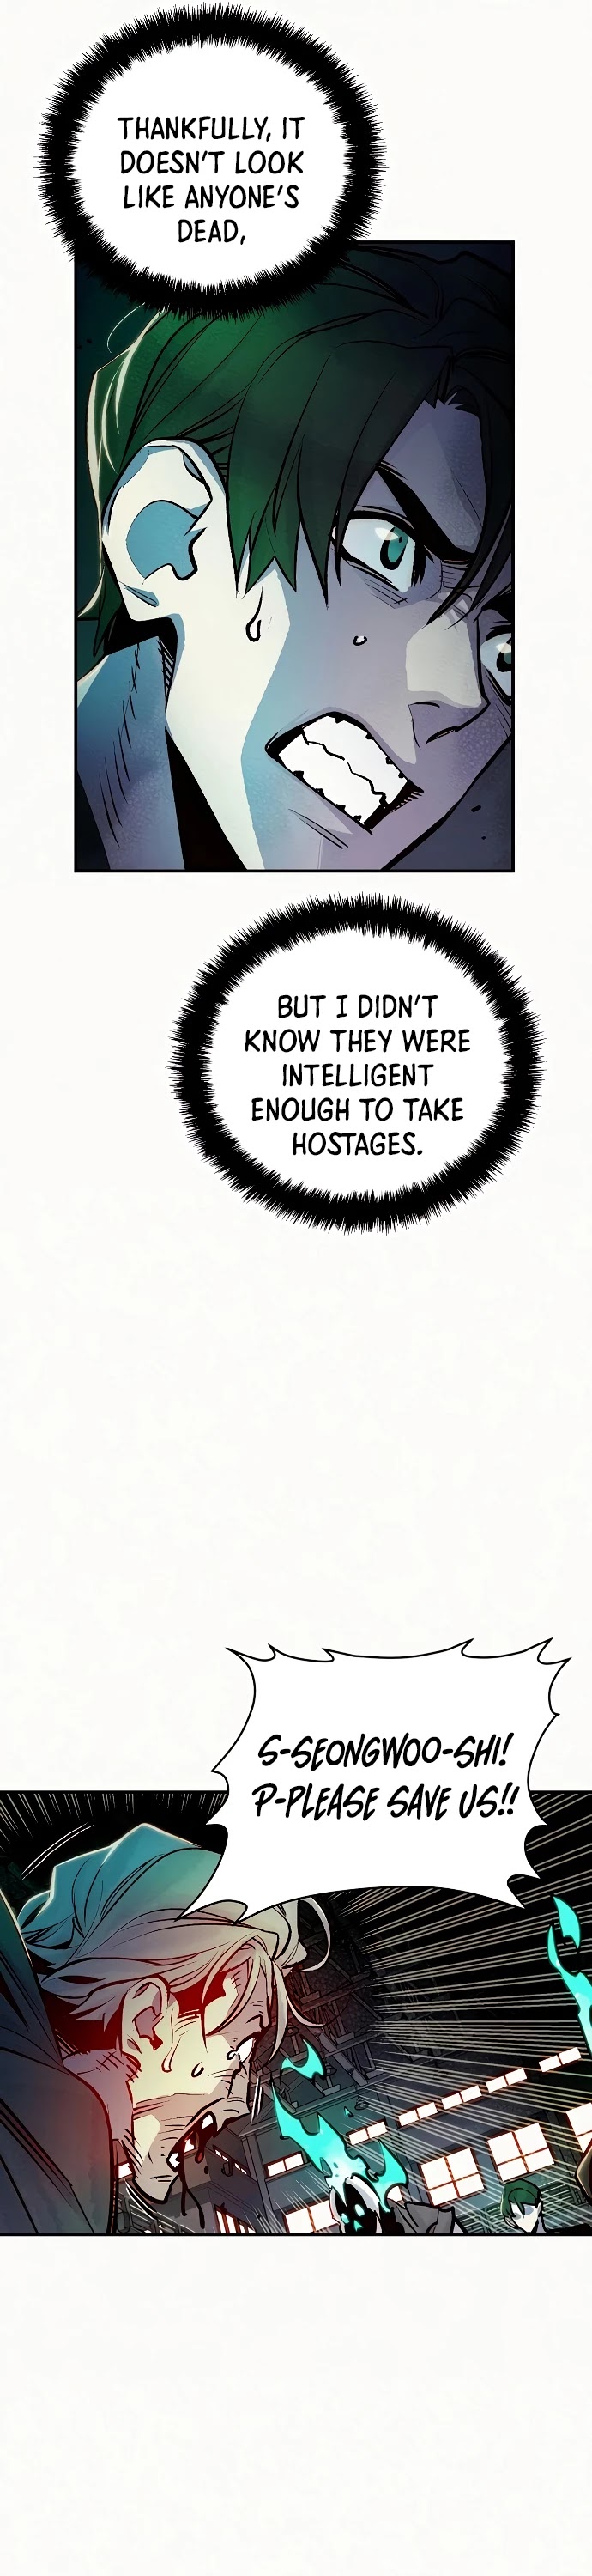 THANKFULLY, IT
DOESN'T LOOK
LIKE ANYONE'S
DEAD,
BUT I DIDN'T
KNOW THEY WERE
INTELLIGENT
ENOUGH TO TAKE
HOSTAGES.
S-SEONGWOO-SHI!
P-PLEASE SAVE US!!